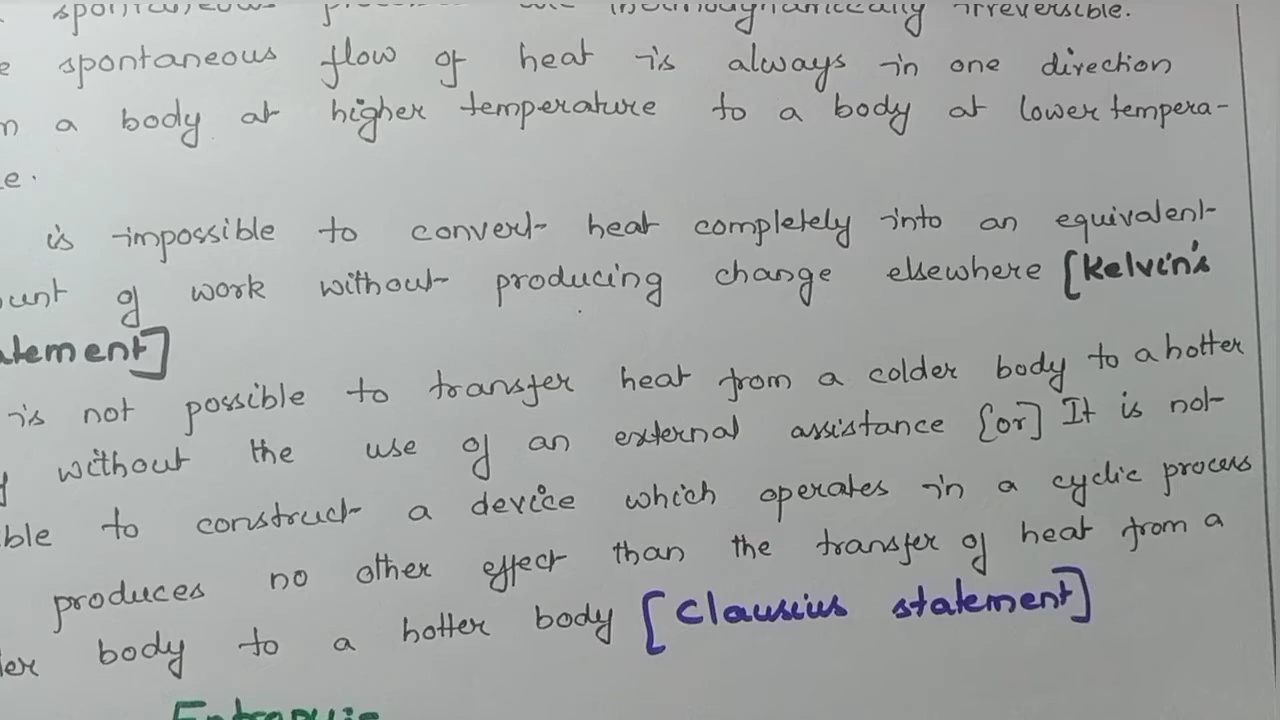 spontaneous thermodynamically irreversible.
spontaneous flow of heat is always in one direction
a body at higher temperature to a body at lower tempera-
e.
is impossible to convert heat completely into an equivalent
of work without producing change elsewhere [Kelvin's
atement]
is not possible to transfer heat from a colder body to a hotter
without the use of an external assistance [or] It is not
ble to construct a device which operates in a cyclic process
produces no other effect than the transfer of heat from a
body to a hotter body [Clausius statement]